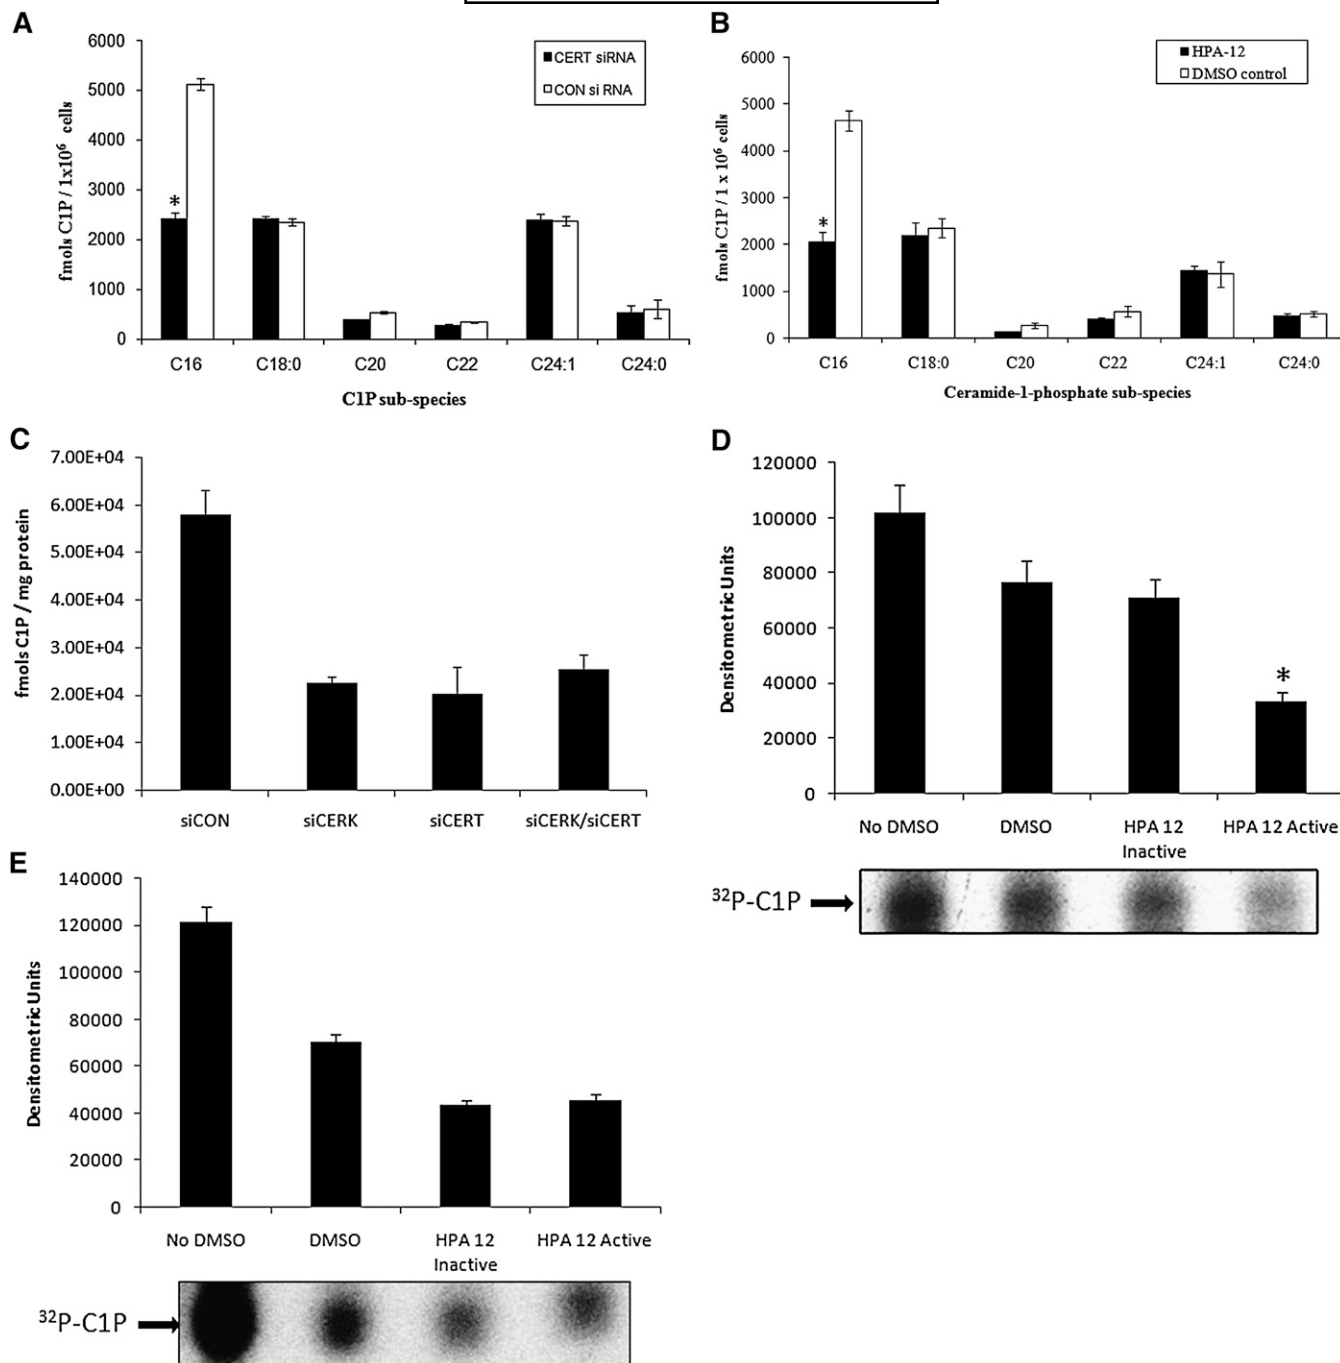 A
6000
5000
4000
3000
2000
1000
0
fmols C1P / 1x10⁶ cells
CERT siRNA
CON si RNA
*
C16 C18:0 C20 C22 C24:1 C24:0
C1P sub-species
B
6000
5000
4000
3000
2000
1000
0
fmols C1P / 1 x 10⁶ cells
HPA-12
DMSO control
*
C16 C18:0 C20 C22 C24:1 C24:0
Ceramide-1-phosphate sub-species
C
7.00E+04
6.00E+04
5.00E+04
4.00E+04
3.00E+04
2.00E+04
1.00E+04
0.00E+00
fmols C1P / mg protein
siCON siCERK siCERT siCERK/siCERT
D
120000
100000
80000
60000
40000
20000
0
Densitometric Units
*
No DMSO DMSO HPA 12 HPA 12 Active
Inactive
³²P-C1P
E
140000
120000
100000
80000
60000
40000
20000
0
Densitometric Units
No DMSO DMSO HPA 12 HPA 12 Active
Inactive
³²P-C1P